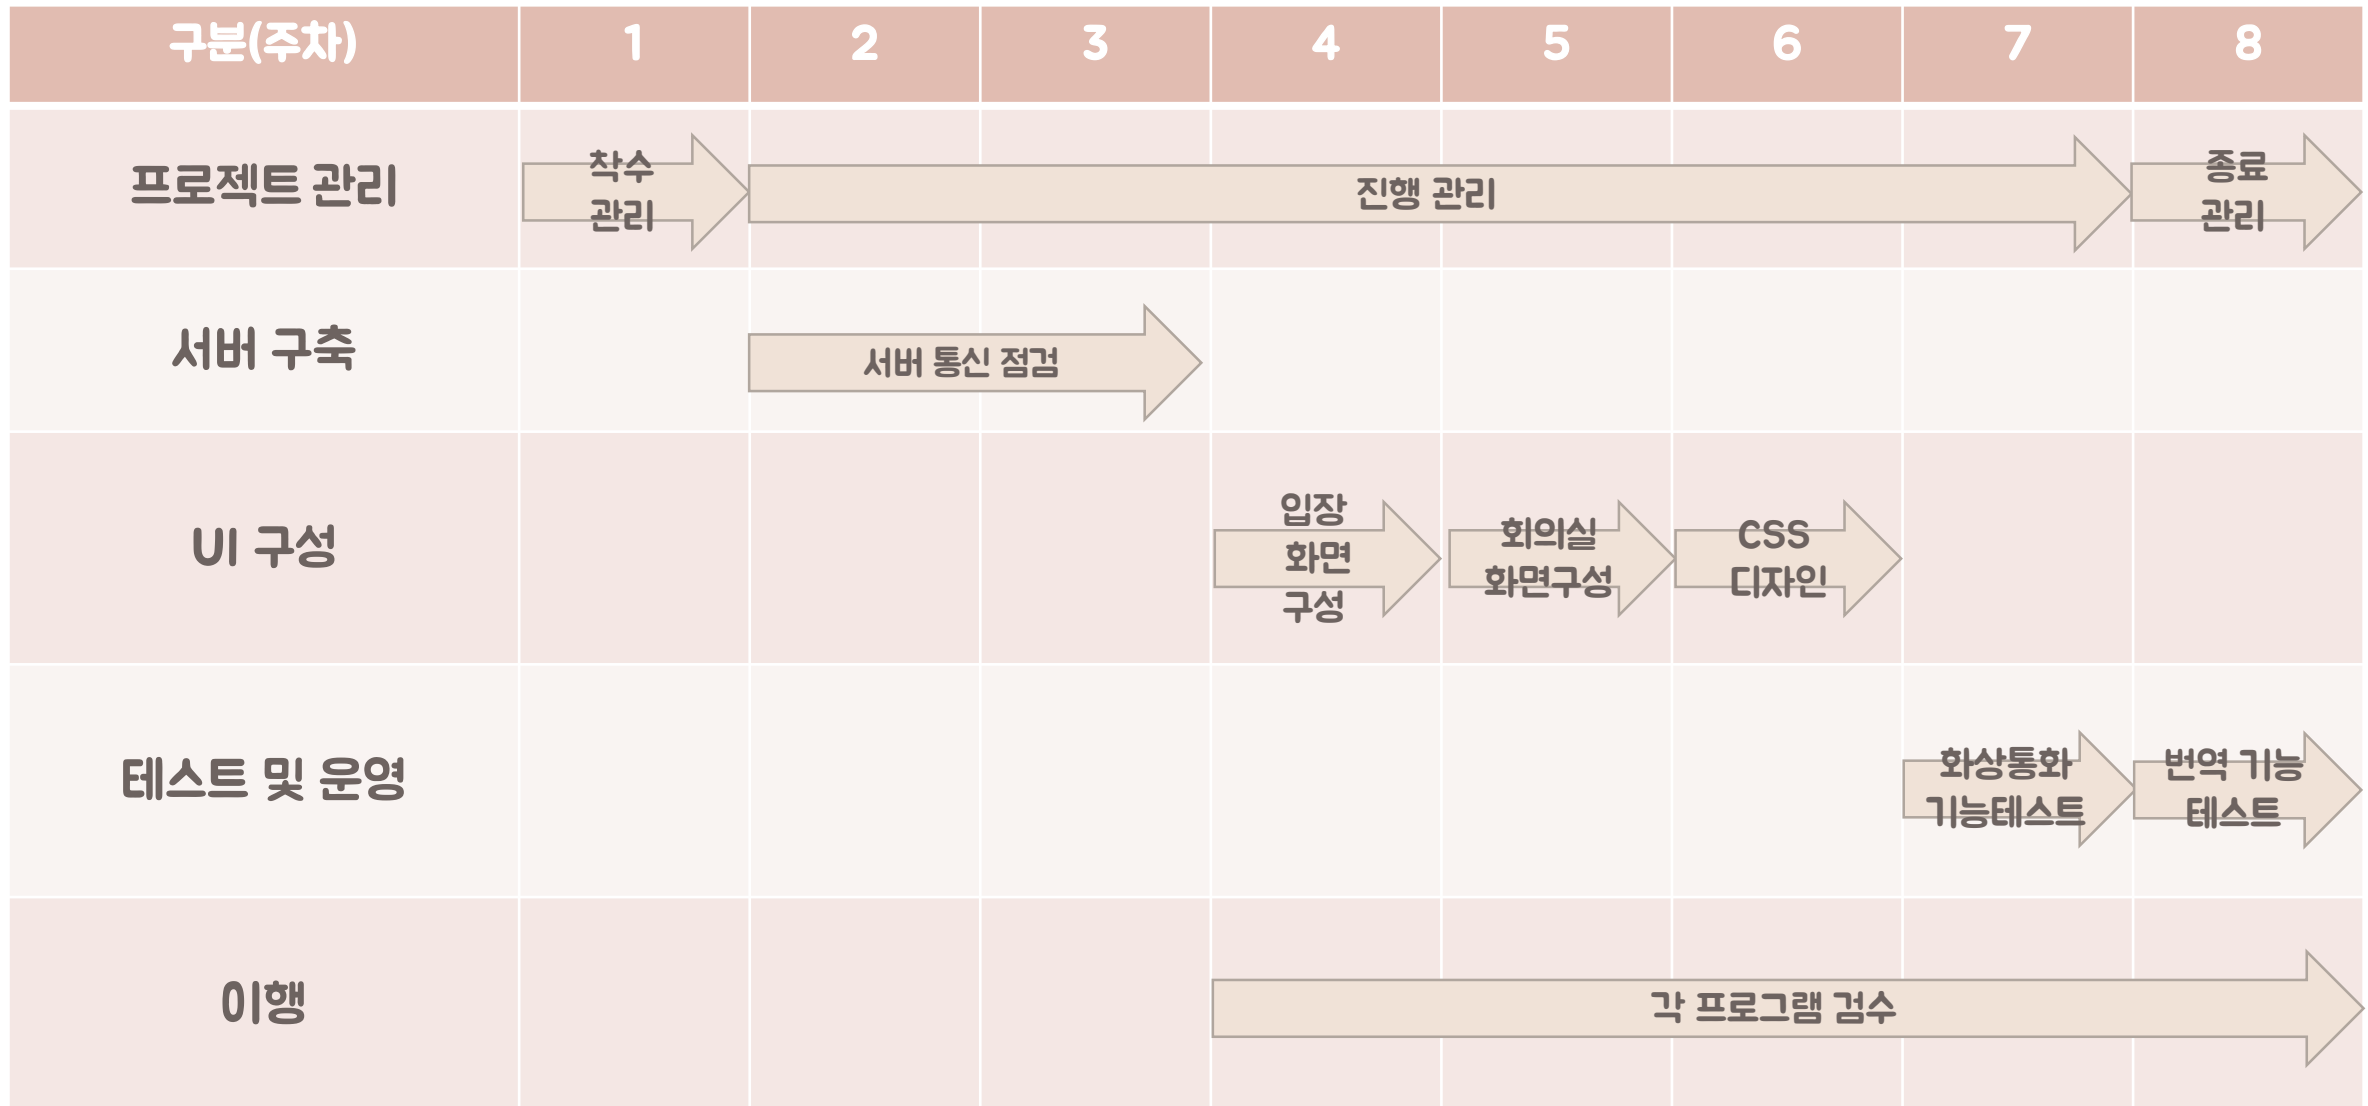 구분(주차) 1 2 3 4 5 6 7 8
프로젝트 관리
착수
관리
진행 관리
종료
관리
서버 구축
서버 통신 점검
UI 구성
입장
화면
구성
회의실
화면구성
CSS
디자인
테스트 및 운영
화상통화
기능테스트
번역 기능
테스트
이행
각 프로그램 검수